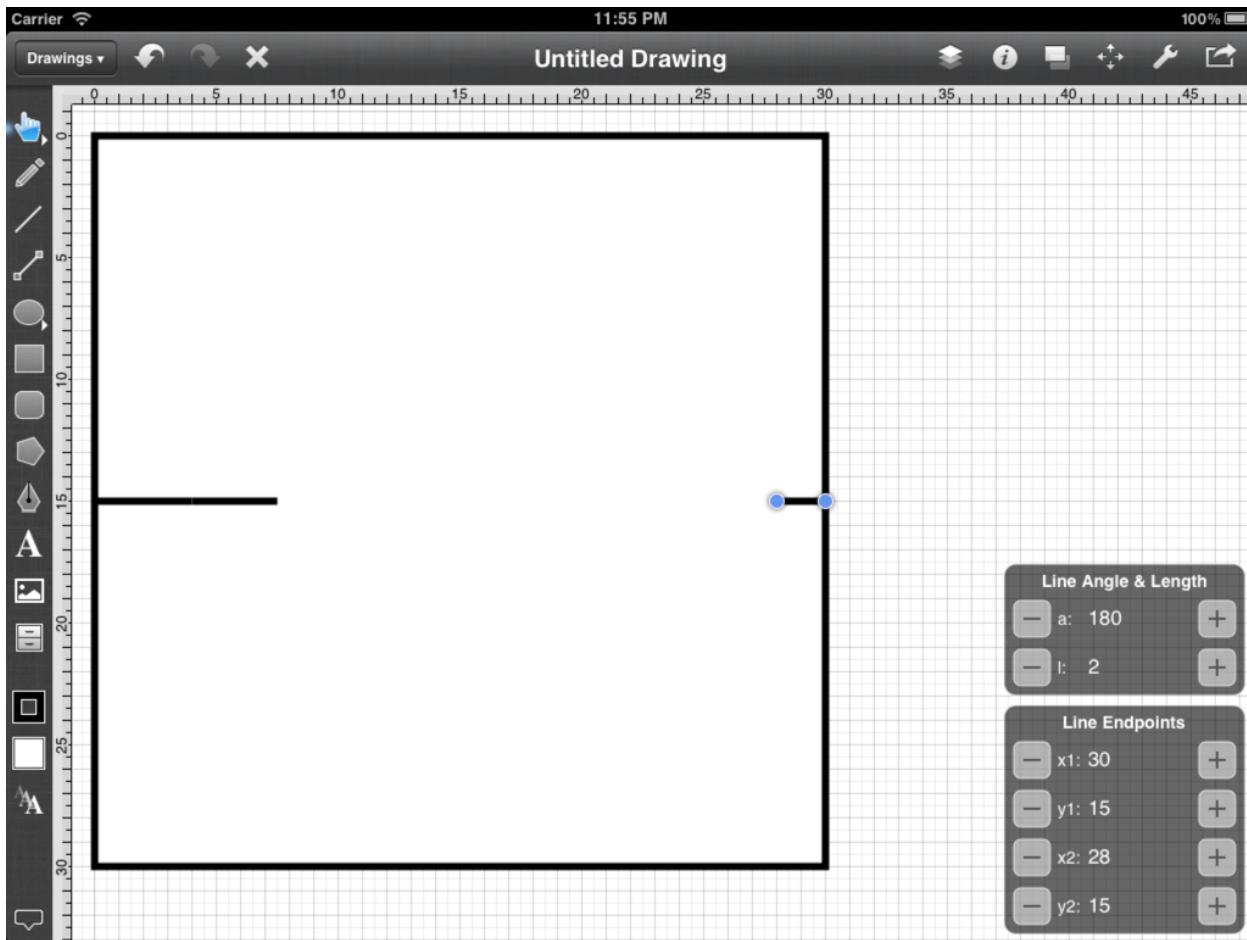 Carrier 11:55 PM 100%
Drawings ▾ Untitled Drawing
0 5 10 15 20 25 30 35 40 45
0
5
10
15
20
25
30
A
AAA
Line Angle & Length
a: 180
l: 2
Line Endpoints
x1: 30
y1: 15
x2: 28
y2: 15